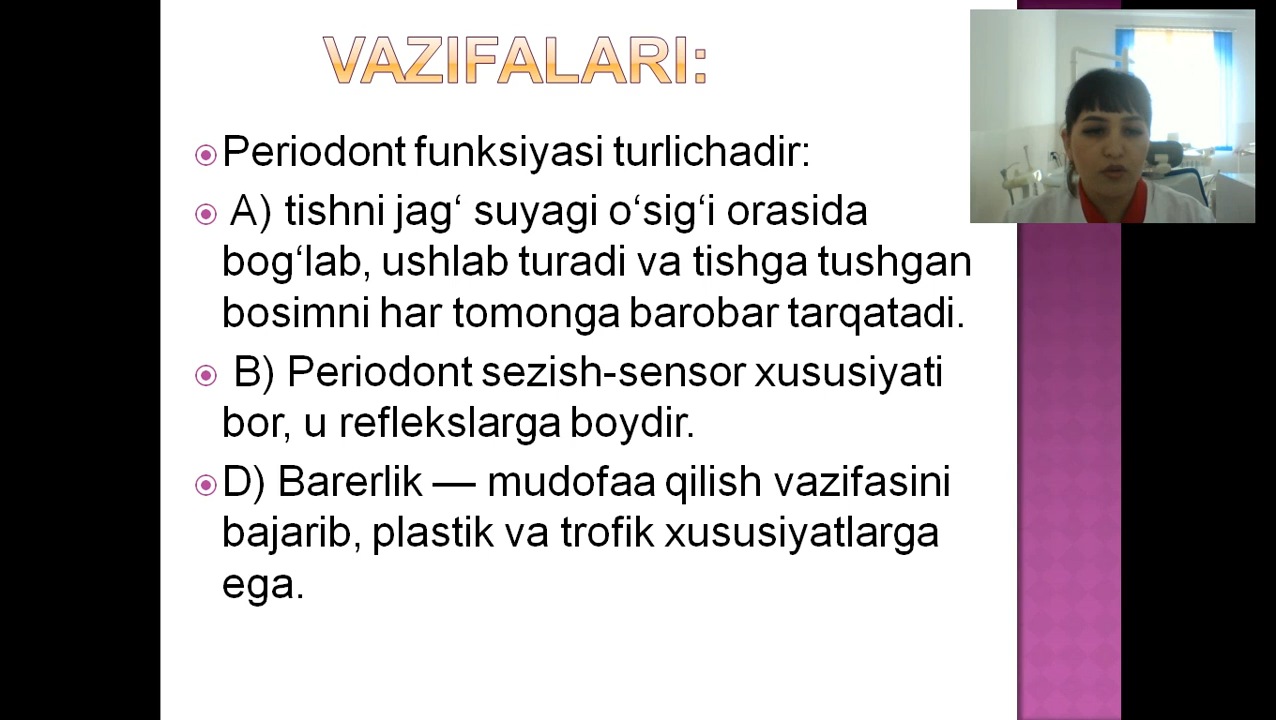 VAZIFALARI:
Periodont funksiyasi turlichadir:
A) tishni jag‘ suyagi o‘sig‘i orasida
bog‘lab, ushlab turadi va tishga tushgan
bosimni har tomonga barobar tarqatadi.
B) Periodont sezish-sensor xususiyati
bor, u reflekslarga boydir.
D) Barerlik — mudofaa qilish vazifasini
bajarib, plastik va trofik xususiyatlarga
ega.